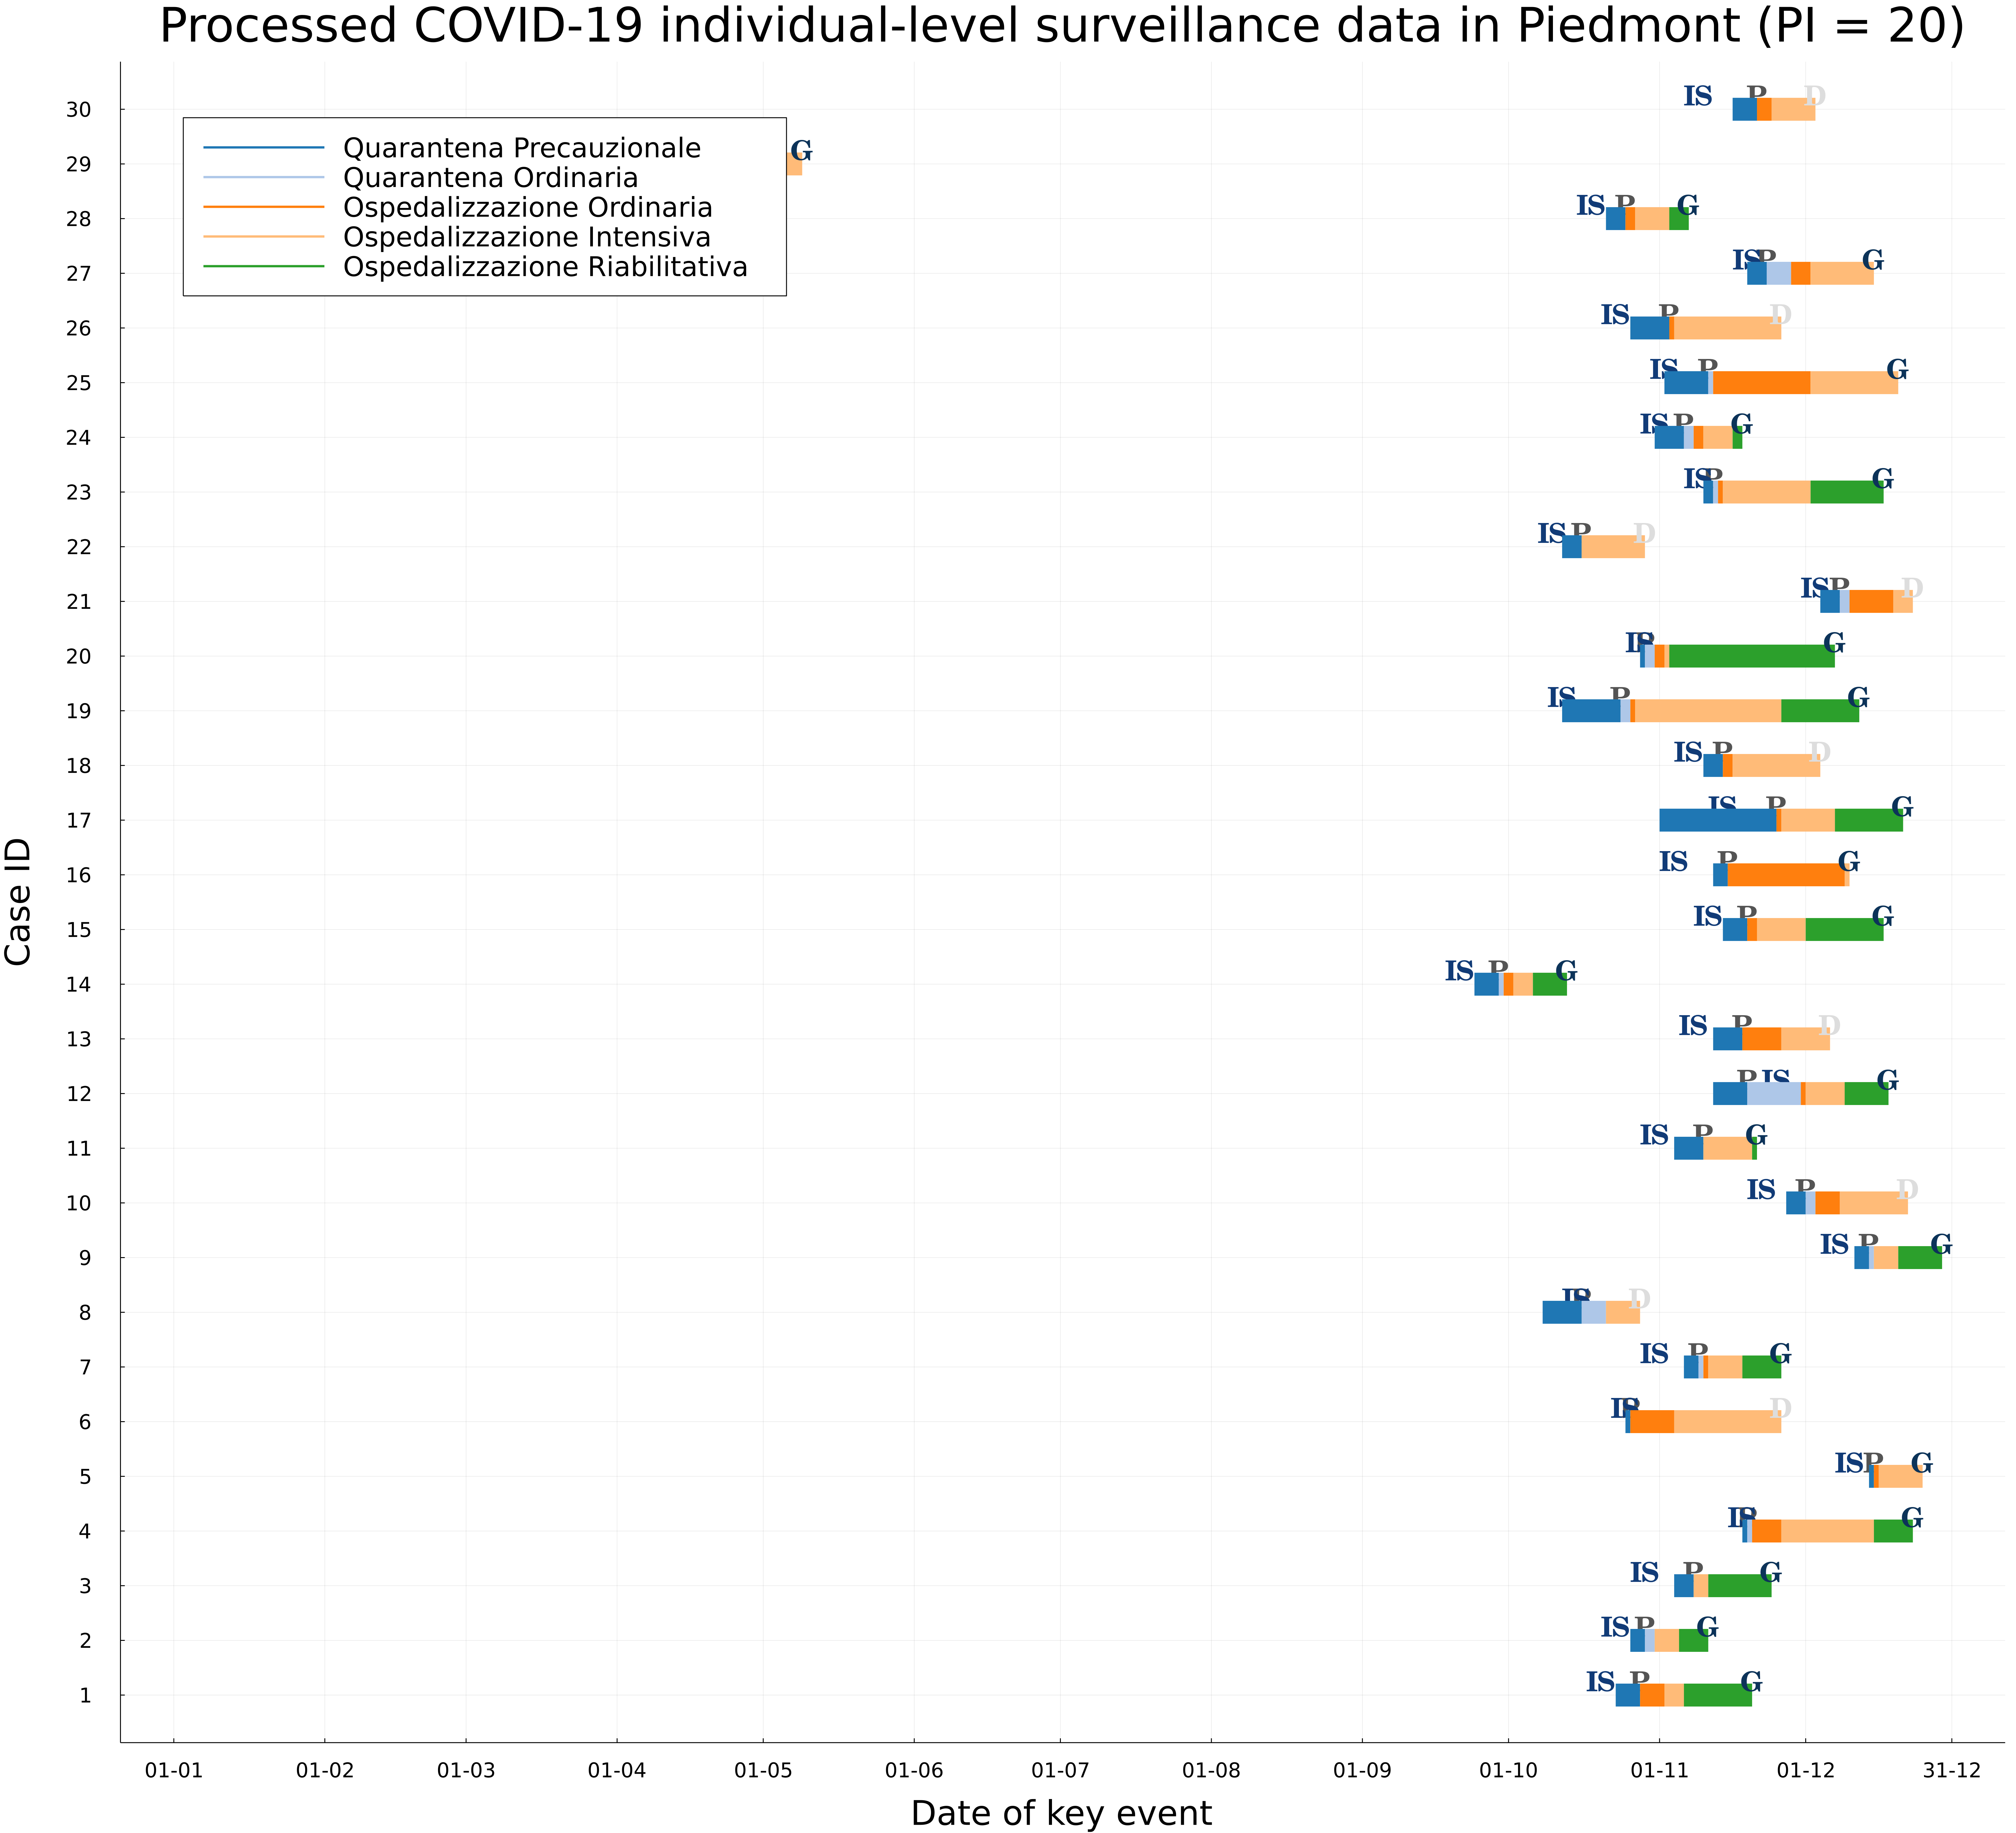 Processed COVID-19 individual-level surveillance data in Piedmont (PI = 20)
Quarantena Precauzionale
Quarantena Ordinaria
Ospedalizzazione Ordinaria
Ospedalizzazione Intensiva
Ospedalizzazione Riabilitativa
Case ID
30 IS P D
29 G
28 IS P G
27 IS P G
26 IS P D
25 IS P G
24 IS P G
23 IS P G
22 IS P D
21 IS P D
20 IS P G
19 IS P G
18 IS P D
17 IS P G
16 IS P G
15 IS P G
14 IS P G
13 IS P D
12 P IS G
11 IS P G
10 IS P D
9 IS P G
8 IS P D
7 IS P G
6 IS P D
5 IS P G
4 IS P G
3 IS P G
2 IS P G
1 IS P G
01-01 01-02 01-03 01-04 01-05 01-06 01-07 01-08 01-09 01-10 01-11 01-12 31-12
Date of key event